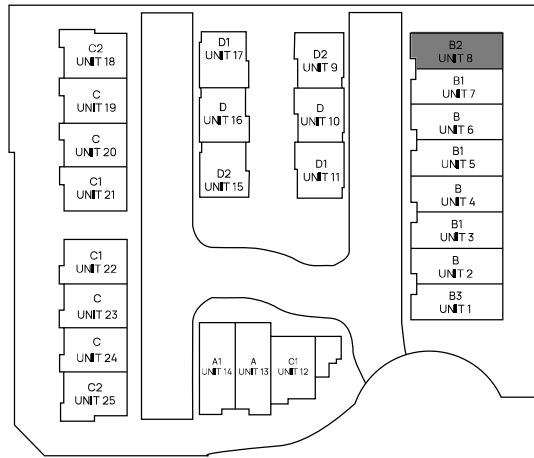 C2
UNIT 18
C
UNIT 19
C
UNIT 20
C1
UNIT 21
C1
UNIT 22
C
UNIT 23
C
UNIT 24
C2
UNIT 25
D1
UNIT 17
D
UNIT 16
D2
UNIT 15
D2
UNIT 9
D
UNIT 10
D1
UNIT 11
A1
UNIT 14
A
UNIT 13
C1
UNIT 12
B2
UNIT 8
B1
UNIT 7
B
UNIT 6
B1
UNIT 5
B
UNIT 4
B1
UNIT 3
B
UNIT 2
B3
UNIT 1